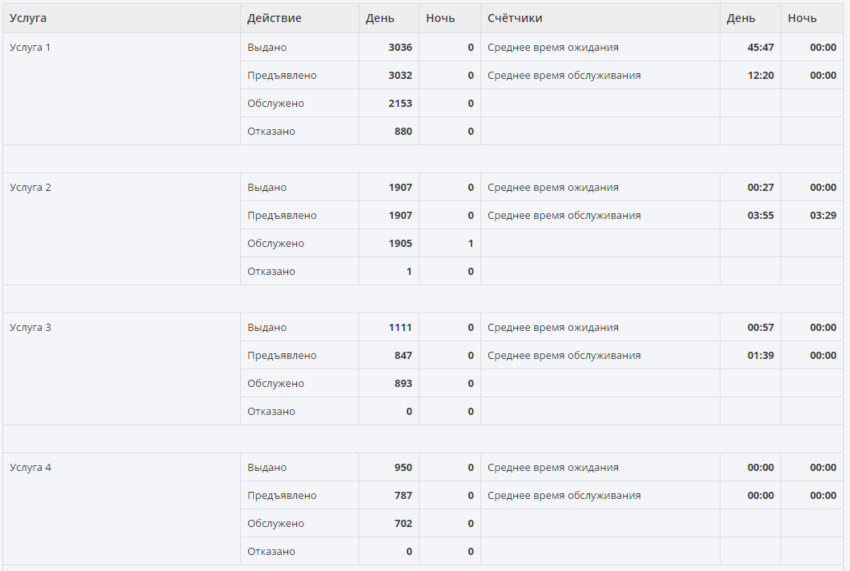 Услуга Действие День Ночь Счётчики День Ночь
Услуга 1 Выдано 3036 0 Среднее время ожидания 45:47 00:00
Предъявлено 3032 0 Среднее время обслуживания 12:20 00:00
Обслужено 2153 0
Отказано 880 0
Услуга 2 Выдано 1907 0 Среднее время ожидания 00:27 00:00
Предъявлено 1907 0 Среднее время обслуживания 03:55 03:29
Обслужено 1905 1
Отказано 1 0
Услуга 3 Выдано 1111 0 Среднее время ожидания 00:57 00:00
Предъявлено 847 0 Среднее время обслуживания 01:39 00:00
Обслужено 893 0
Отказано 0 0
Услуга 4 Выдано 950 0 Среднее время ожидания 00:00 00:00
Предъявлено 787 0 Среднее время обслуживания 00:00 00:00
Обслужено 702 0
Отказано 0 0